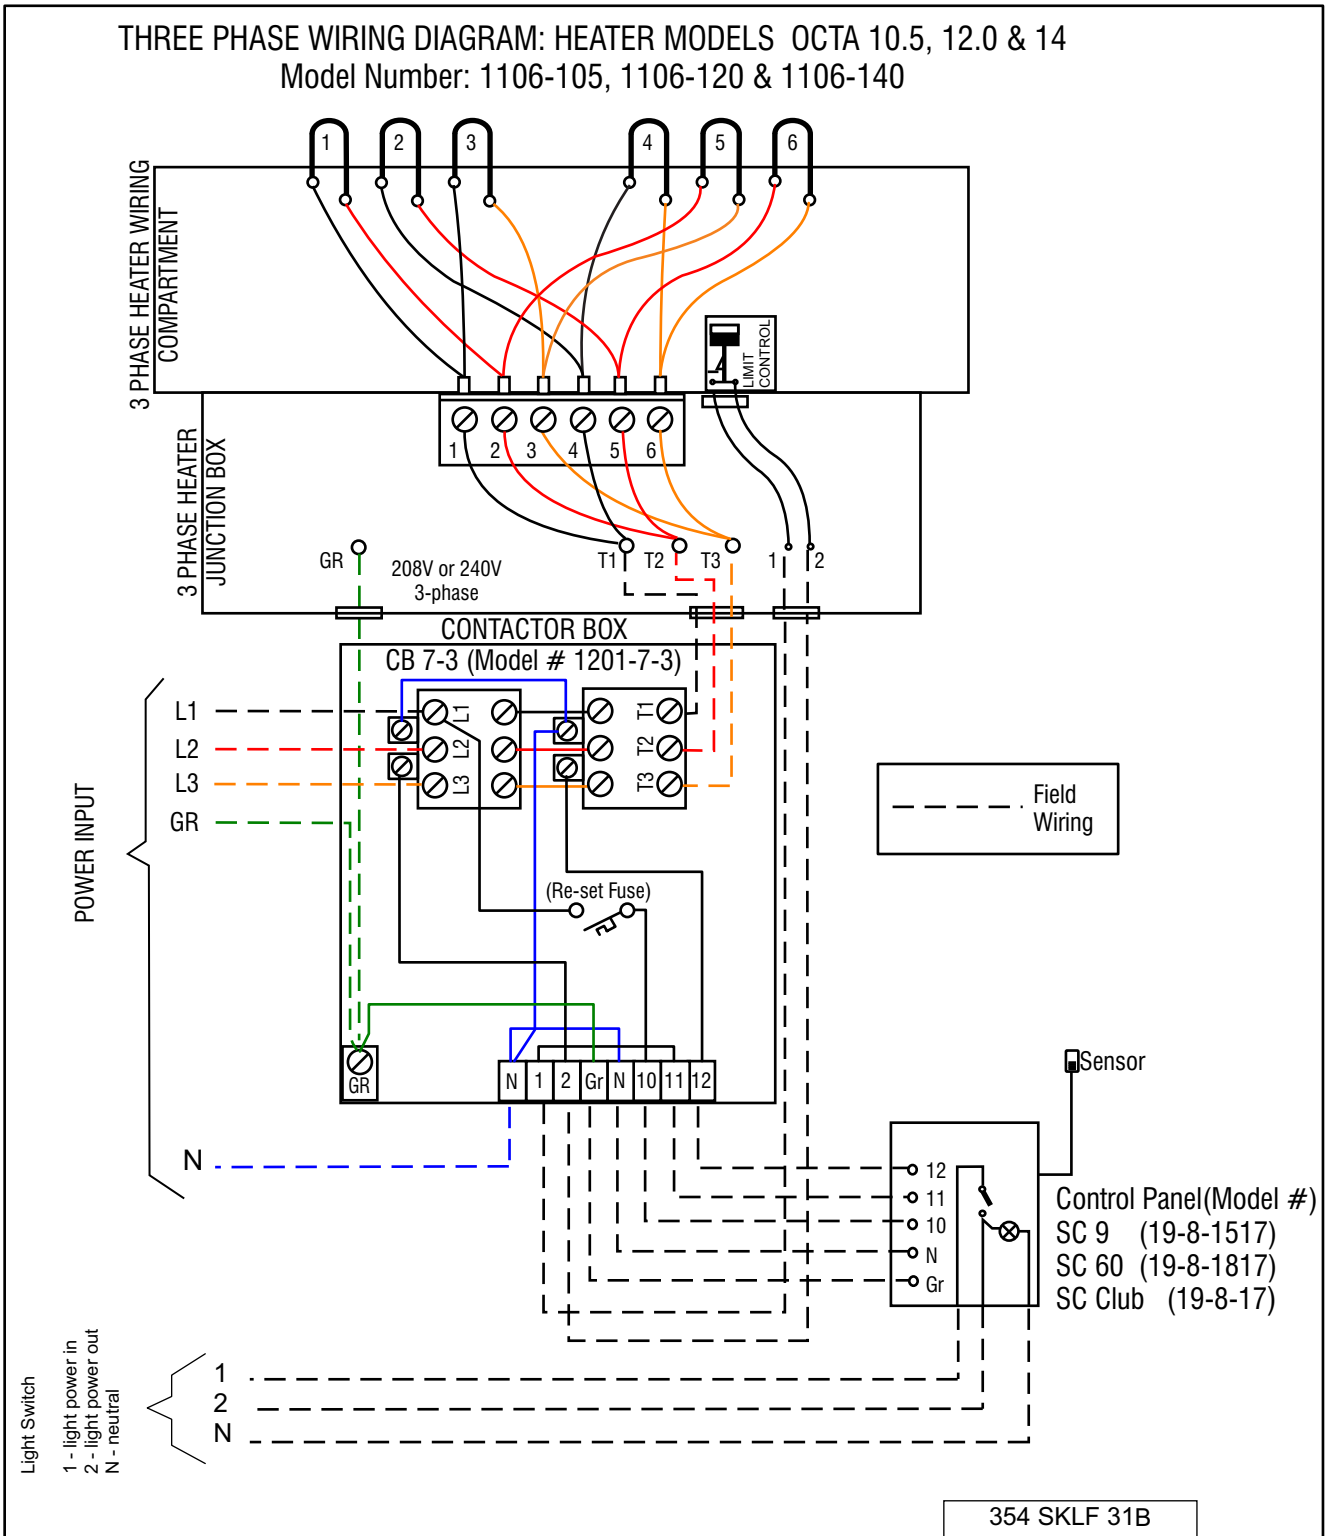 THREE PHASE WIRING DIAGRAM: HEATER MODELS OCTA 10.5, 12.0 & 14
Model Number: 1106-105, 1106-120 & 1106-140
1 2 3 4 5 6
3 PHASE HEATER WIRING
COMPARTMENT
LIMIT
CONTROL
1 2 3 4 5 6
3 PHASE HEATER
JUNCTION BOX
GR
208V or 240V
3-phase
T1 T2 T3 1 2
CONTACTOR BOX
CB 7-3 (Model # 1201-7-3)
POWER INPUT
L1
L2
L3
GR
L1
L2
L3
T1
T2
T3
Field
Wiring
(Re-set Fuse)
GR
N 1 2 Gr N 10 11 12
N
Sensor
12
11
10
N
Gr
Control Panel(Model #)
SC 9 (19-8-1517)
SC 60 (19-8-1817)
SC Club (19-8-17)
Light Switch
1 - light power in
2 - light power out
N - neutral
1
2
N
354 SKLF 31B